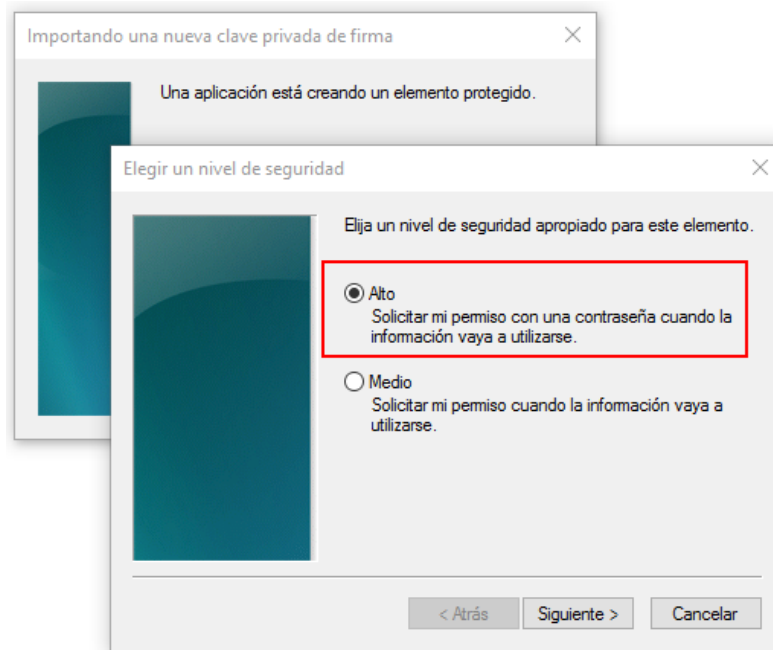 Importando una nueva clave privada de firma
Una aplicación está creando un elemento protegido.
Elegir un nivel de seguridad
Elija un nivel de seguridad apropiado para este elemento.
Alto
Solicitar mi permiso con una contraseña cuando la
información vaya a utilizarse.
Medio
Solicitar mi permiso cuando la información vaya a
utilizarse.
< Atrás Siguiente > Cancelar